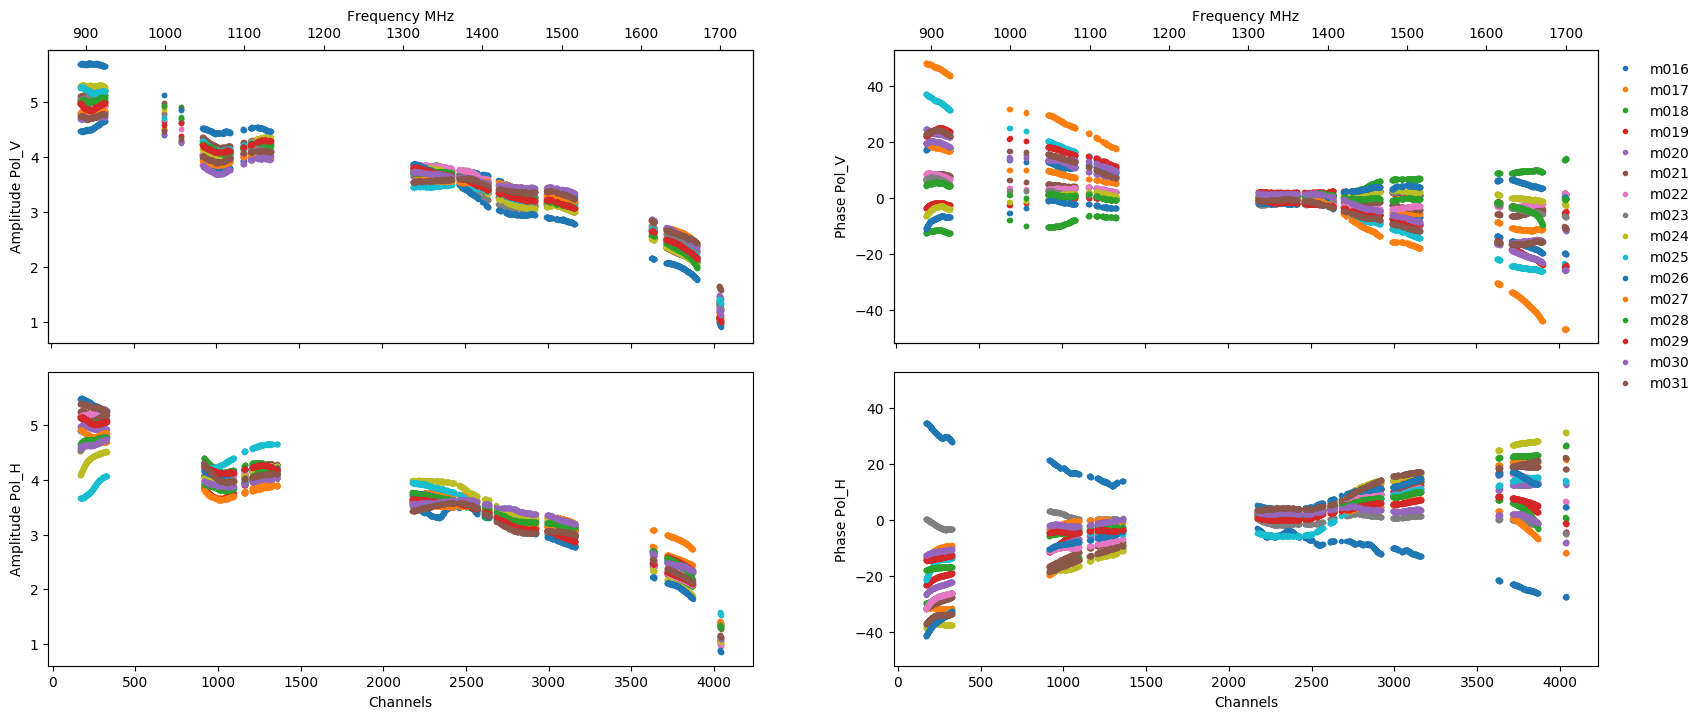 Frequency MHz
900 1000 1100 1200 1300 1400 1500 1600 1700
Amplitude Pol_V
5
4
3
2
1
Frequency MHz
900 1000 1100 1200 1300 1400 1500 1600 1700
Phase Pol_V
40
20
0
−20
−40
m016
m017
m018
m019
m020
m021
m022
m023
m024
m025
m026
m027
m028
m029
m030
m031
Amplitude Pol_H
5
4
3
2
1
0 500 1000 1500 2000 2500 3000 3500 4000
Channels
Phase Pol_H
40
20
0
−20
−40
0 500 1000 1500 2000 2500 3000 3500 4000
Channels